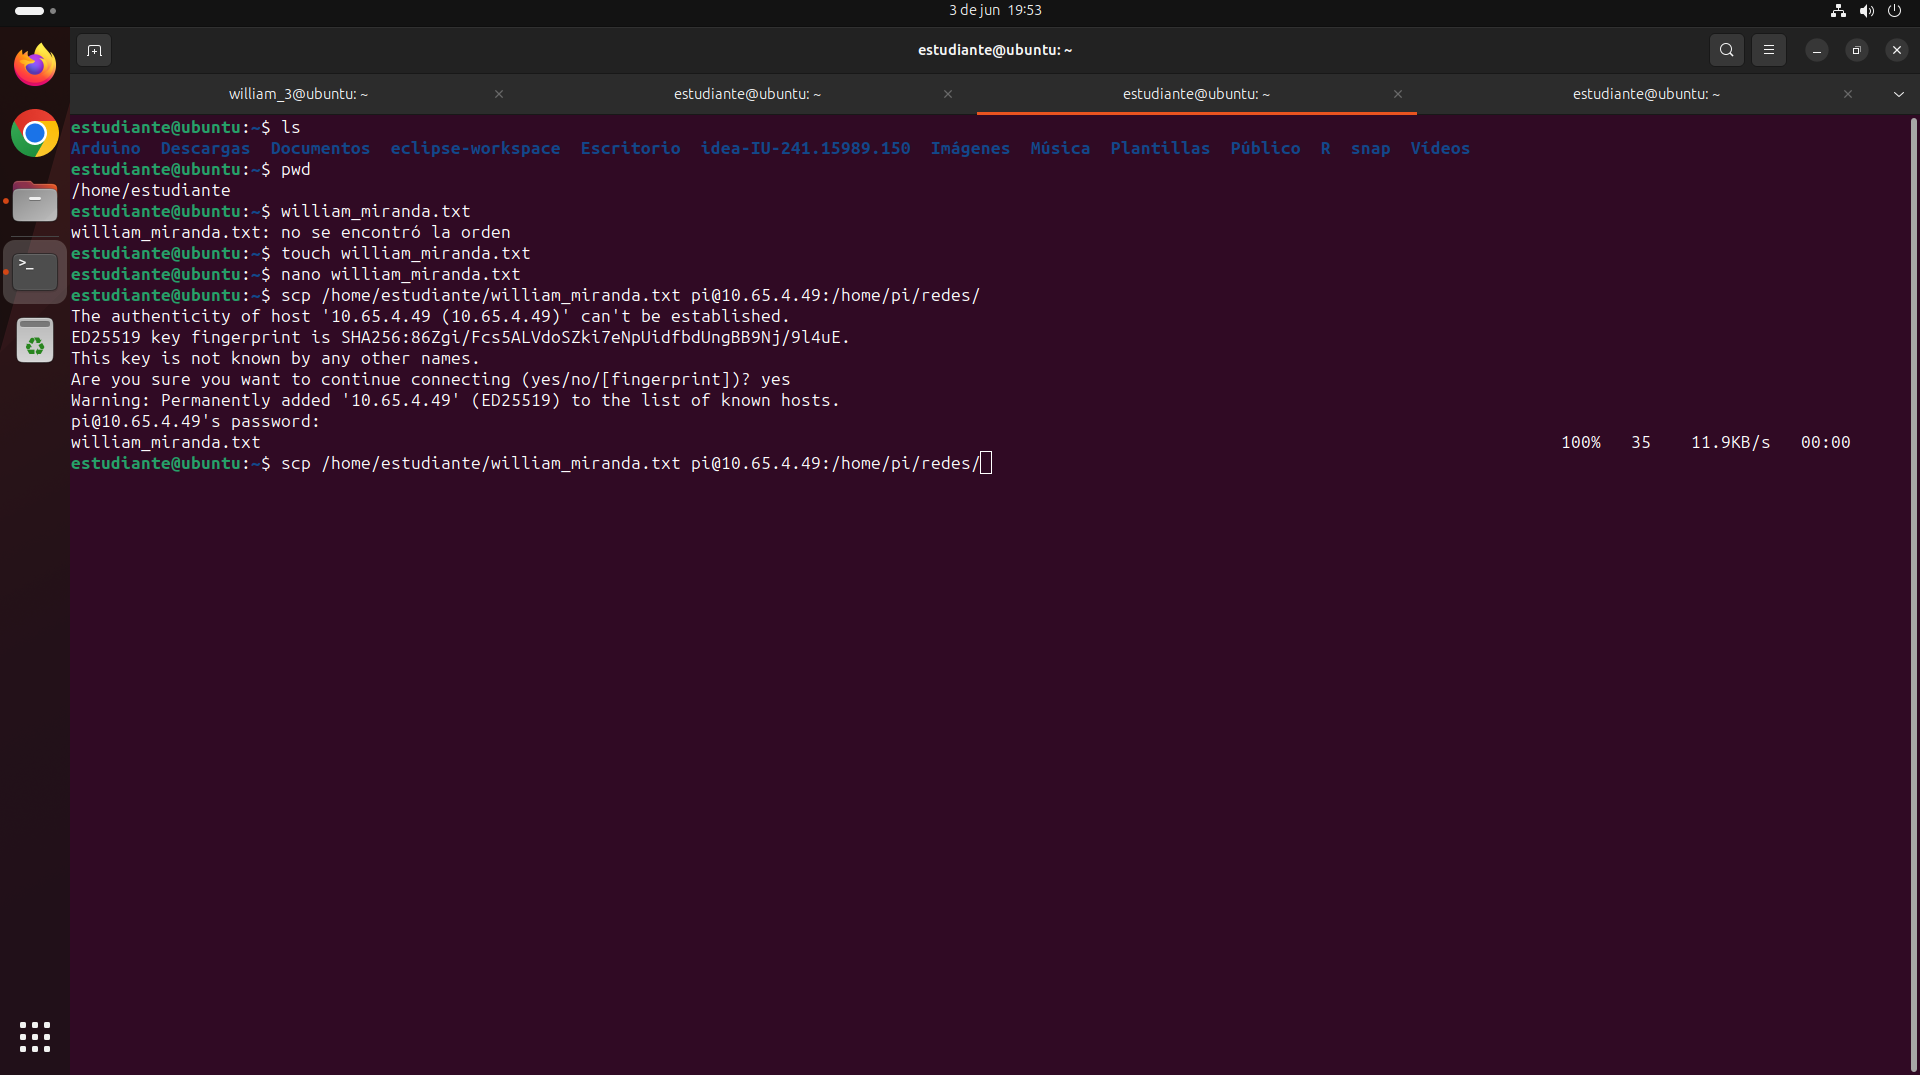 3 de jun  19:53
estudiante@ubuntu: ~
william_3@ubuntu: ~
estudiante@ubuntu: ~
estudiante@ubuntu: ~
estudiante@ubuntu: ~
estudiante@ubuntu:~$ ls
Arduino  Descargas  Documentos  eclipse-workspace  Escritorio  idea-IU-241.15989.150  Imágenes  Música  Plantillas  Público  R  snap  Vídeos
estudiante@ubuntu:~$ pwd
/home/estudiante
estudiante@ubuntu:~$ william_miranda.txt
william_miranda.txt: no se encontró la orden
estudiante@ubuntu:~$ touch william_miranda.txt
estudiante@ubuntu:~$ nano william_miranda.txt
estudiante@ubuntu:~$ scp /home/estudiante/william_miranda.txt pi@10.65.4.49:/home/pi/redes/
The authenticity of host '10.65.4.49 (10.65.4.49)' can't be established.
ED25519 key fingerprint is SHA256:86Zgi/Fcs5ALVdoSZki7eNpUidfbdUngBB9Nj/9l4uE.
This key is not known by any other names.
Are you sure you want to continue connecting (yes/no/[fingerprint])? yes
Warning: Permanently added '10.65.4.49' (ED25519) to the list of known hosts.
pi@10.65.4.49's password:
william_miranda.txt  100%  35  11.9KB/s  00:00
estudiante@ubuntu:~$ scp /home/estudiante/william_miranda.txt pi@10.65.4.49:/home/pi/redes/